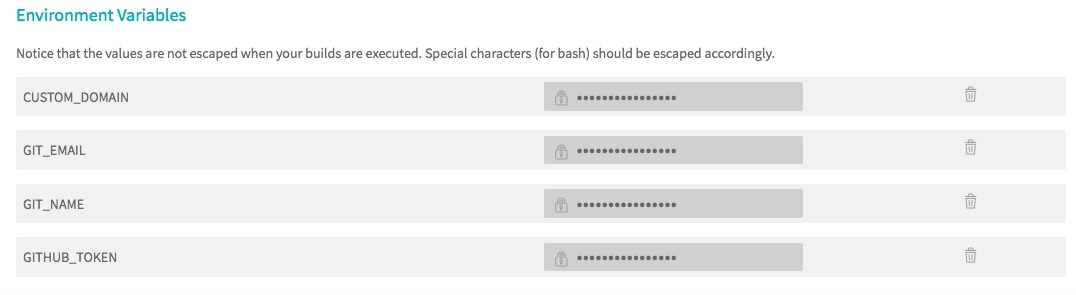 Environment Variables
Notice that the values are not escaped when your builds are executed. Special characters (for bash) should be escaped accordingly.
CUSTOM_DOMAIN ••••••••••••••••
GIT_EMAIL ••••••••••••••••
GIT_NAME ••••••••••••••••
GITHUB_TOKEN ••••••••••••••••